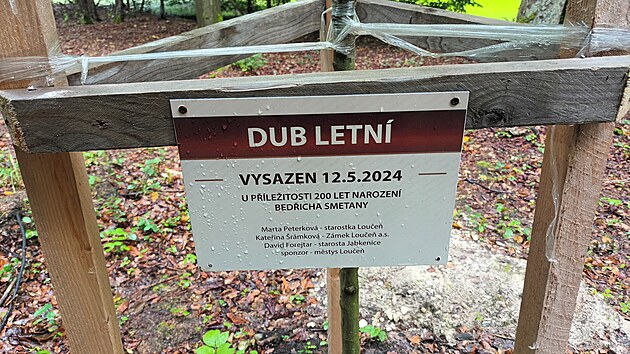 DUB LETNÍ
VYSAZEN 12.5.2024
U PŘÍLEŽITOSTI 200 LET NAROZENÍ
BEDŘICHA SMETANY
Marta Peterková - starostka Loučeň
Kateřina Šrámková - Zámek Loučeň a.s.
David Forejtar - starosta Jabkenice
sponzor - městys Loučeň